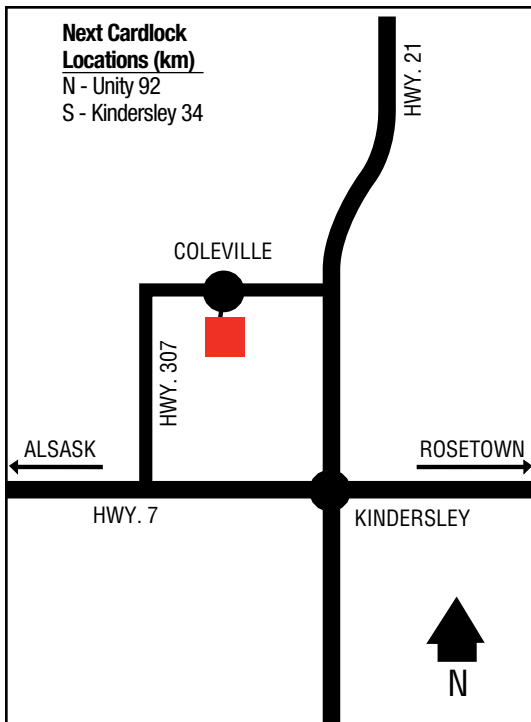 Next Cardlock
Locations (km)
N - Unity 92
S - Kindersley 34
HWY. 21
COLEVILLE
HWY. 307
ALSASK
ROSETOWN
HWY. 7
KINDERSLEY
N